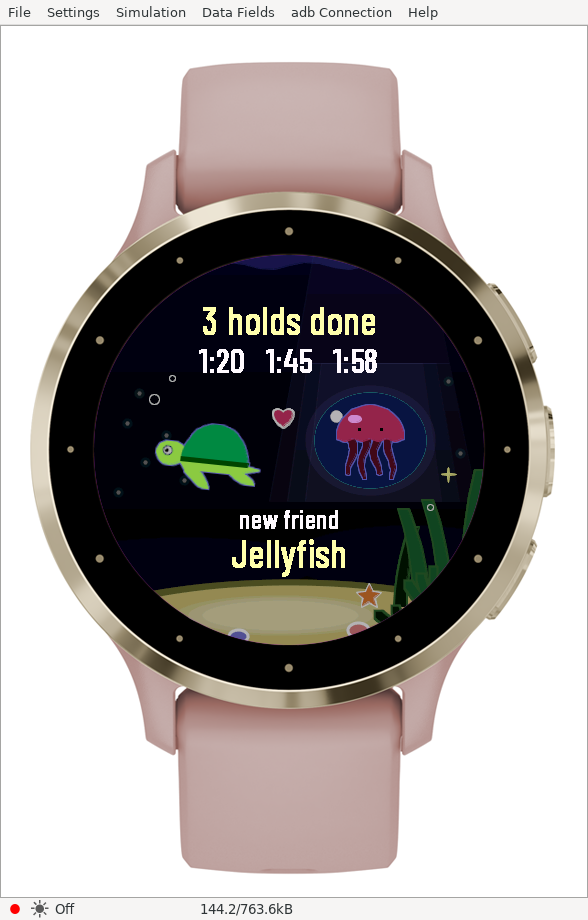 File Settings Simulation Data Fields adb Connection Help
3 holds done
1:20 1:45 1:58
new friend
Jellyfish
Off 144.2/763.6kB